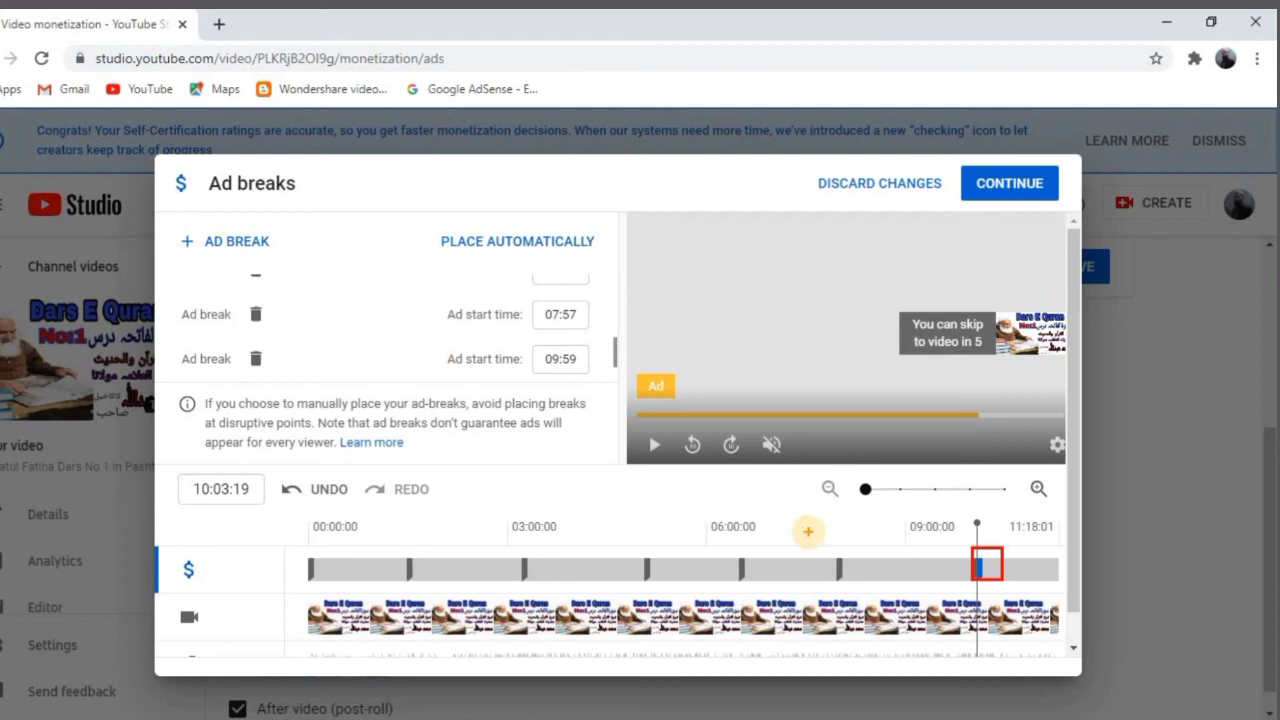 Video monetization - YouTube St
studio.youtube.com/video/PLKRjB2OI9g/monetization/ads
Apps Gmail YouTube Maps Wondershare video... Google AdSense - E...
Congrats! Your Self-Certification ratings are accurate, so you get faster monetization decisions. When our systems need more time, we've introduced a new "checking" icon to let
creators keep track of progress
LEARN MORE DISMISS
Studio
CREATE
$ Ad breaks
DISCARD CHANGES CONTINUE
+ AD BREAK PLACE AUTOMATICALLY
Ad break Ad start time: 07:57
Ad break Ad start time: 09:59
If you choose to manually place your ad-breaks, avoid placing breaks
at disruptive points. Note that ad breaks don't guarantee ads will
appear for every viewer. Learn more
You can skip
to video in 5
Dars E Quran
Ad
10:03:19 UNDO REDO
00:00:00 03:00:00 06:00:00 09:00:00 11:18:01
$
Channel videos
Dars E Qura
الفاتحہ درس Nor1
Details
Analytics
Editor
Settings
Send feedback
After video (post-roll)